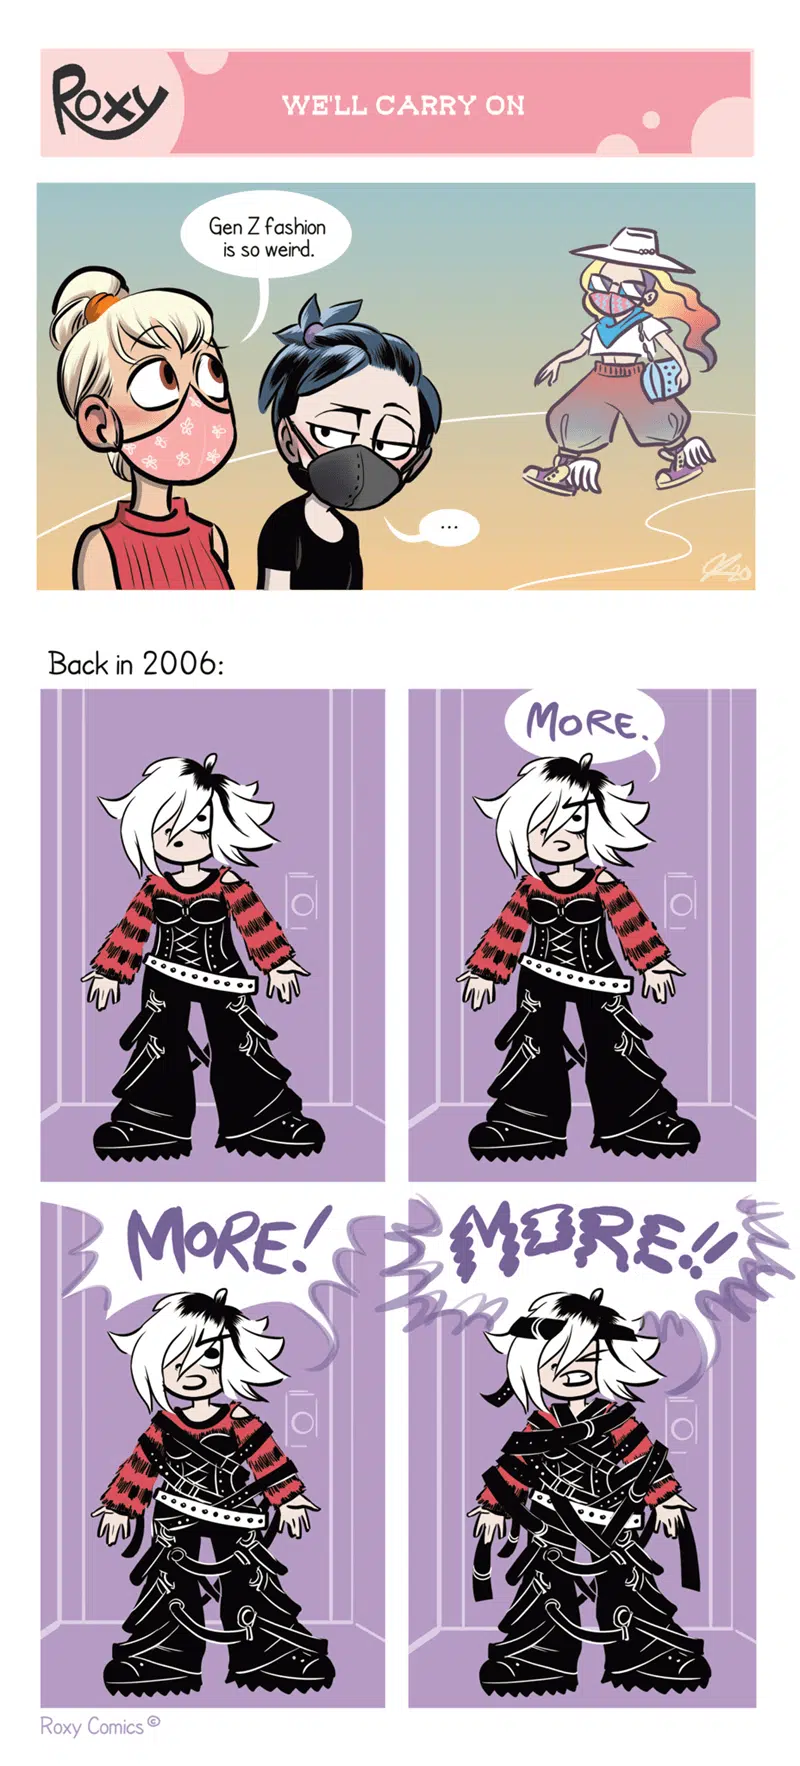 Roxy
WE'LL CARRY ON
Gen Z fashion
is so weird.
...
Back in 2006:
MORE.
MORE!
MORE!!
Roxy Comics©